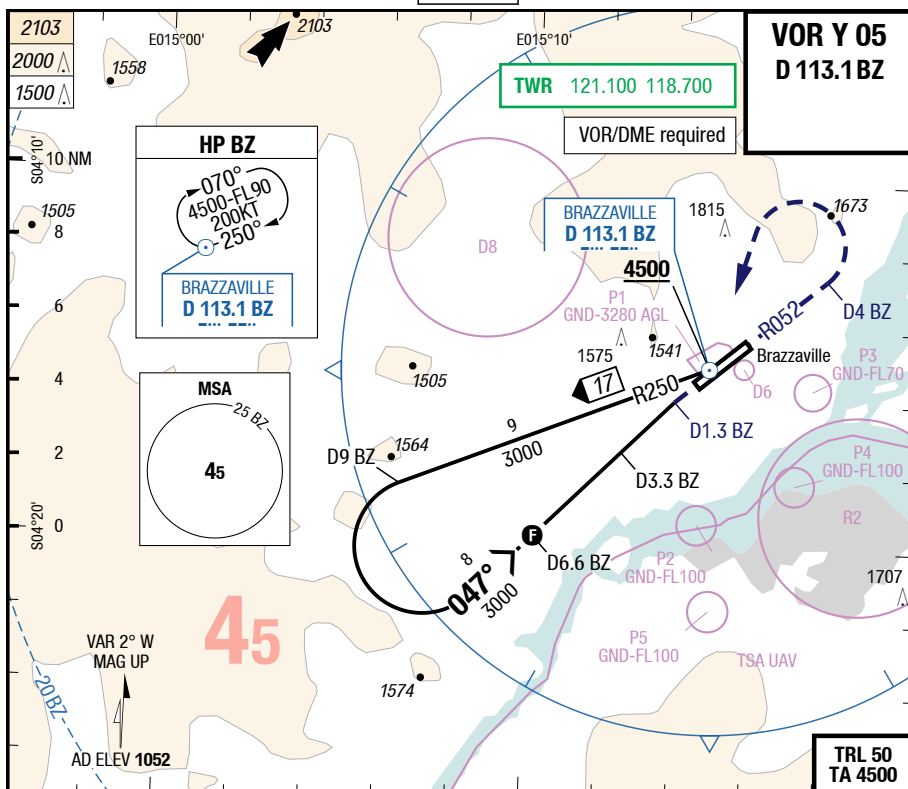 2103
2000
1500
E015°00'
2103
1558
E015°10'
VOR Y 05
D 113.1 BZ
TWR 121.100 118.700
VOR/DME required
S04°10'
10 NM
HP BZ
070°
4500-FL90
200KT
250°
BRAZZAVILLE
D 113.1 BZ
1505
8
D8
BRAZZAVILLE
D 113.1 BZ
1815
1673
4500
6
P1
GND-3280 AGL
R052
D4 BZ
1575
1541
Brazzaville
P3
GND-FL70
4
1505
17
R250
D6
MSA
25 BZ
45
9
3000
D1.3 BZ
1564
2
D9 BZ
D3.3 BZ
P4
GND-FL100
R2
S04°20'
0
F
D6.6 BZ
8
047°
3000
P2
GND-FL100
1707
45
P5
GND-FL100
TSA UAV
VAR 2° W
MAG UP
1574
20 BZ
AD ELEV 1052
TRL 50
TA 4500